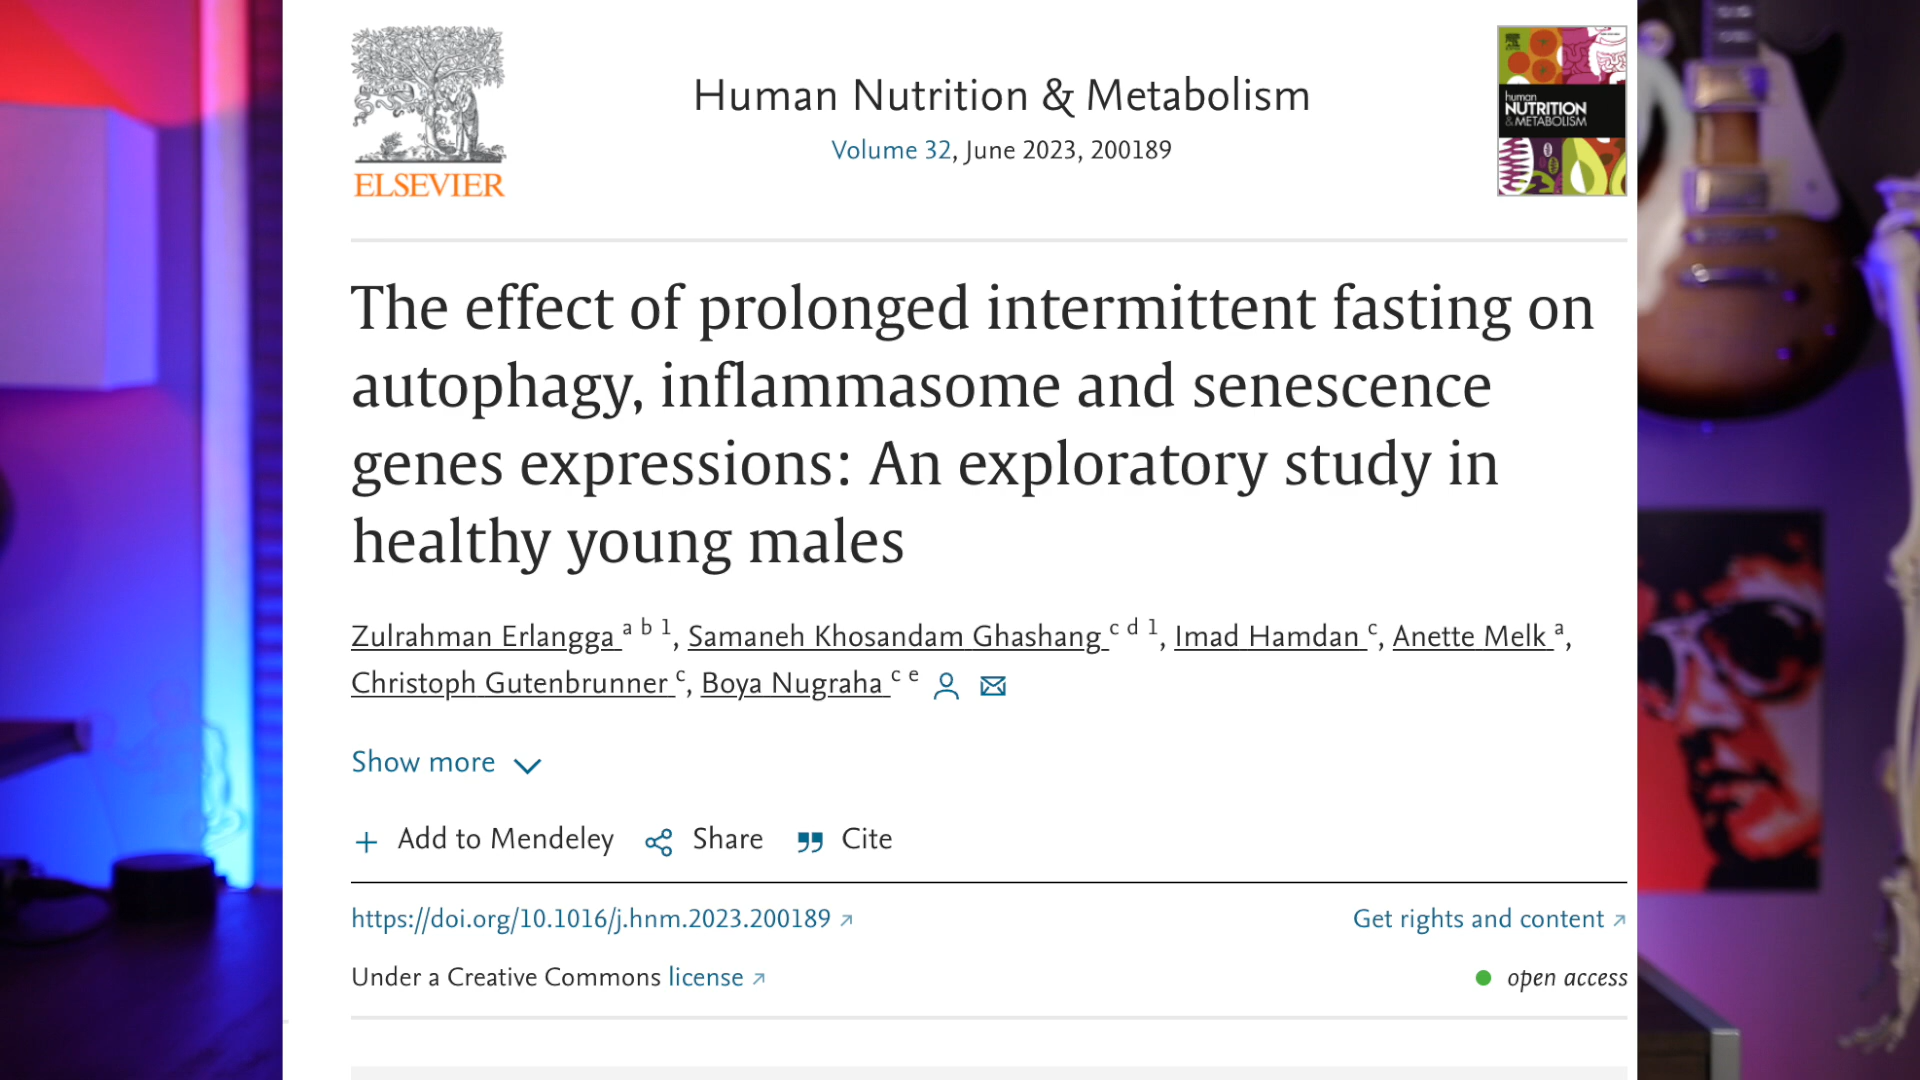 ELSEVIER
Human Nutrition & Metabolism
Volume 32, June 2023, 200189
human
NUTRITION
& METABOLISM
The effect of prolonged intermittent fasting on
autophagy, inflammasome and senescence
genes expressions: An exploratory study in
healthy young males
Zulrahman Erlangga a b 1, Samaneh Khosandam Ghashang c d 1, Imad Hamdan c, Anette Melk a,
Christoph Gutenbrunner c, Boya Nugraha c e
Show more
Add to Mendeley Share Cite
https://doi.org/10.1016/j.hnm.2023.200189 Get rights and content
Under a Creative Commons license open access